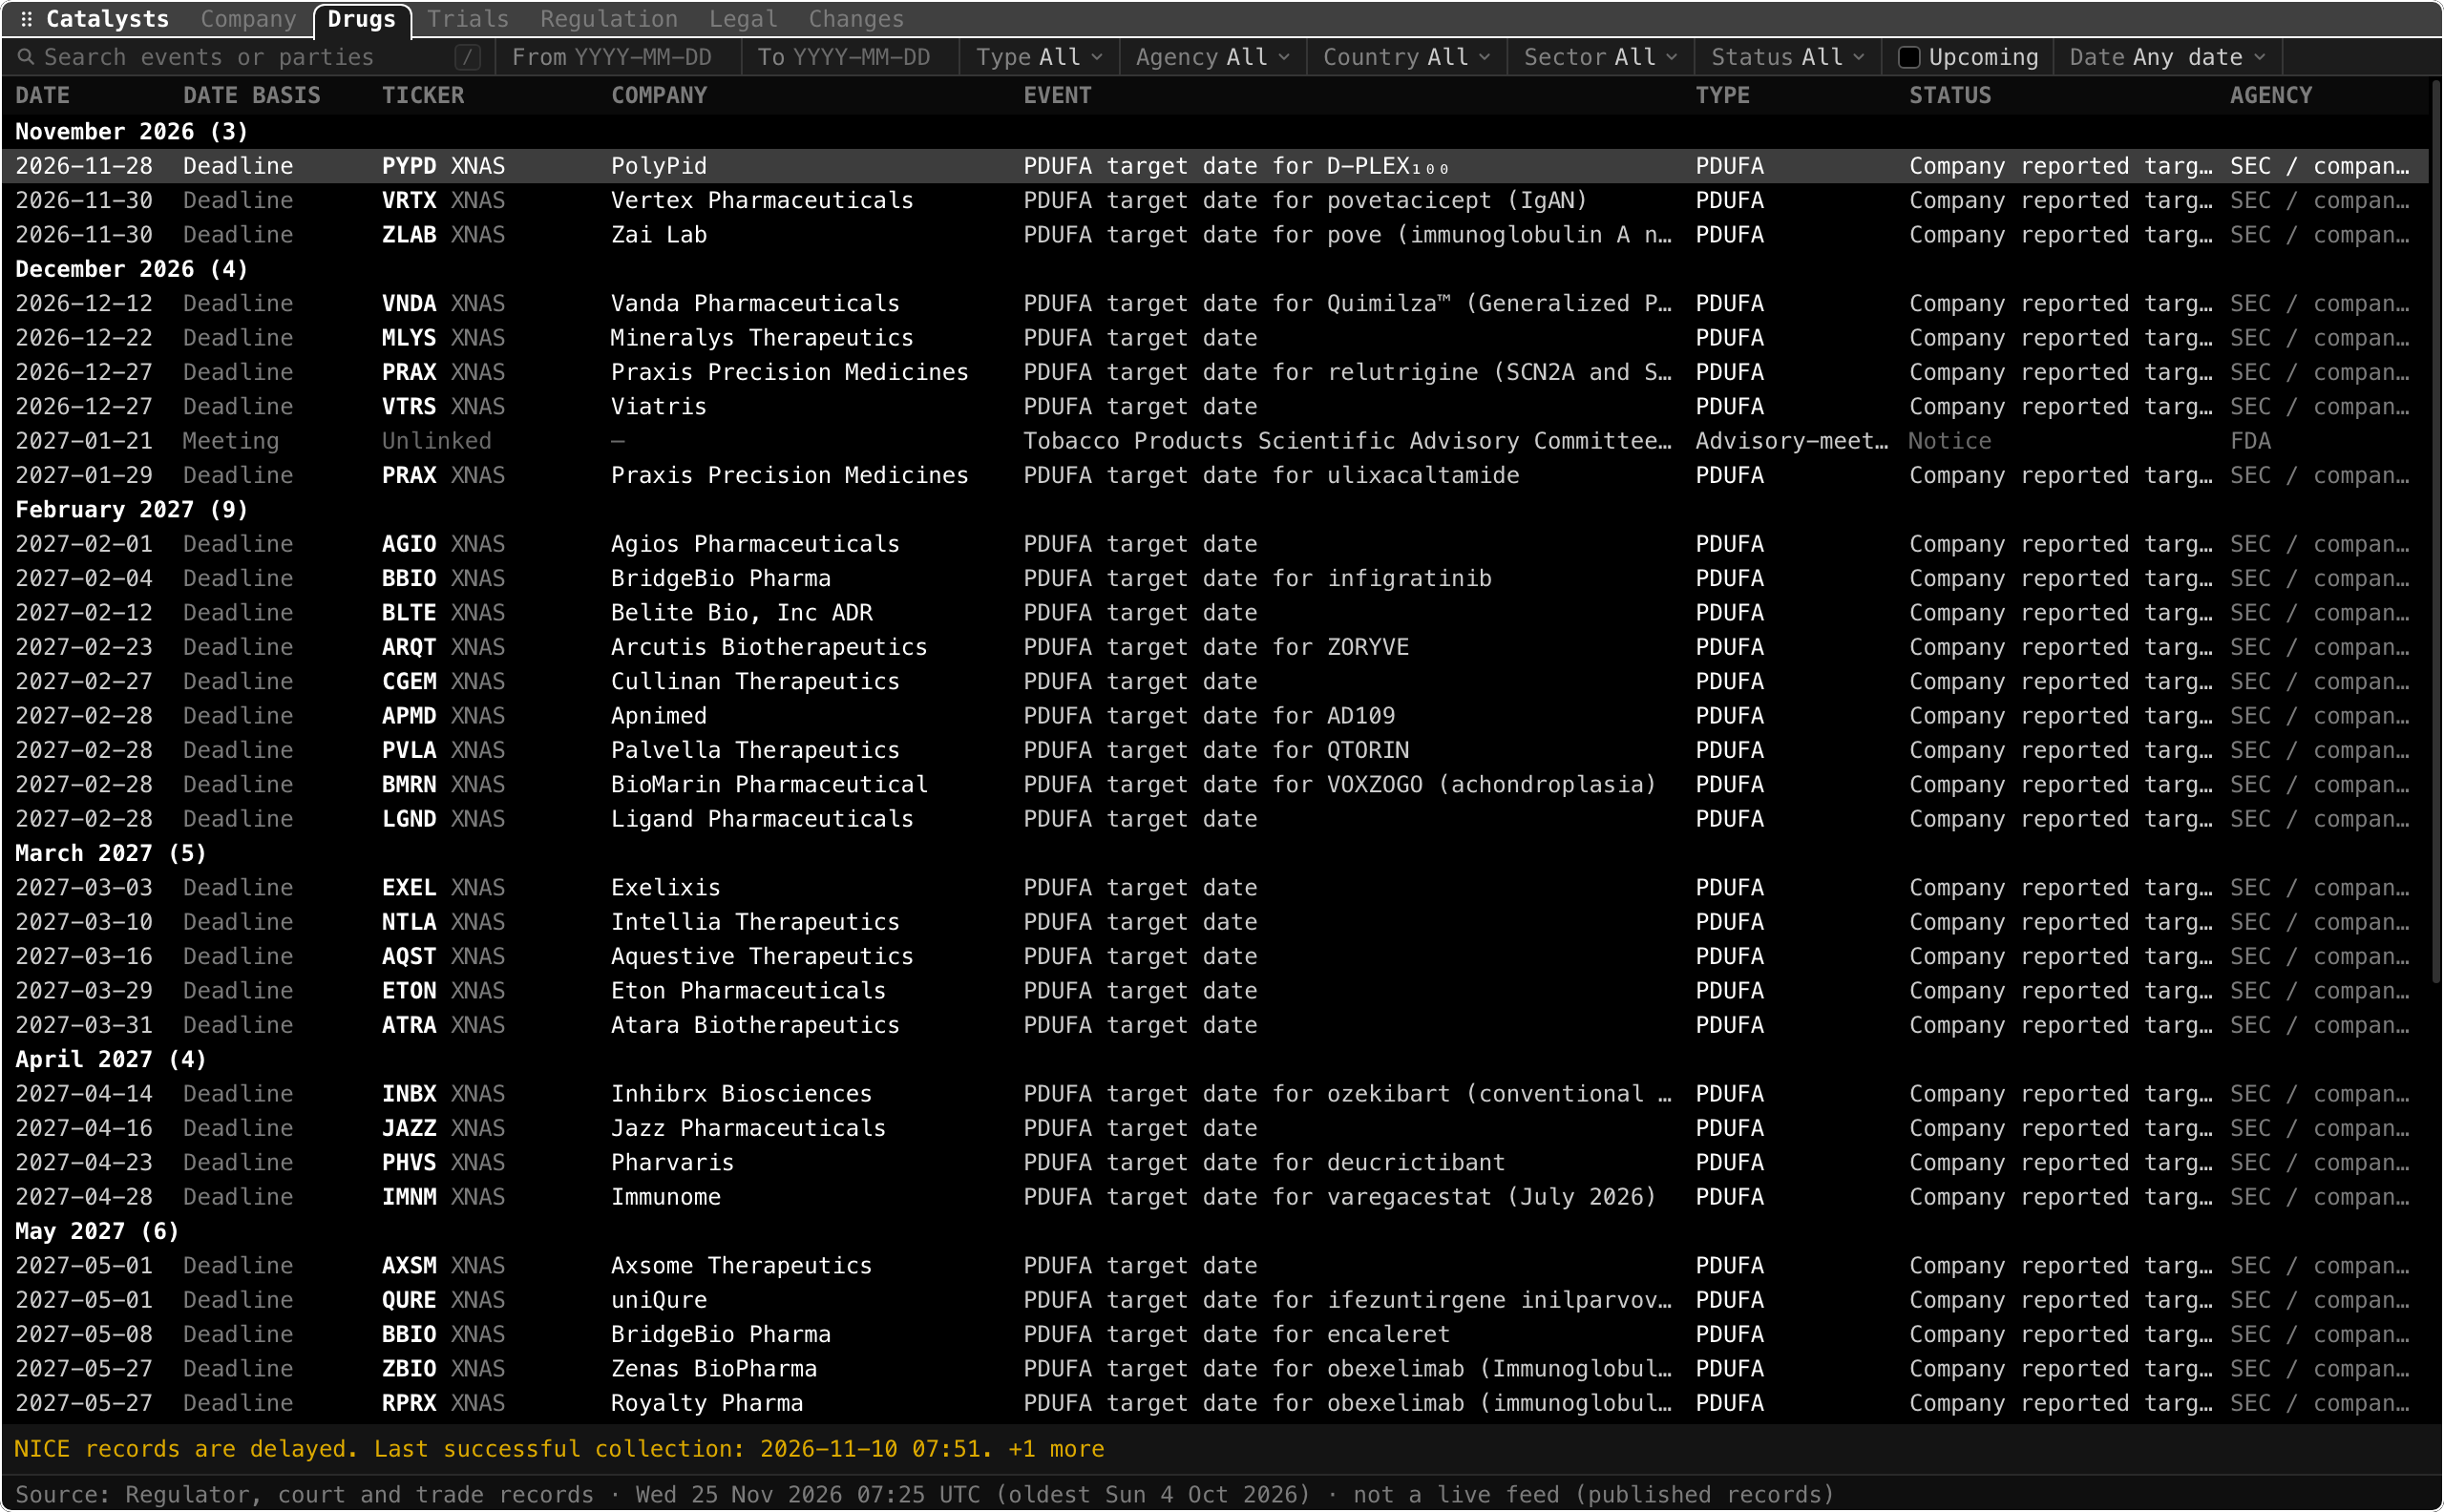 Catalysts Company Drugs Trials Regulation Legal Changes
Search events or parties / From YYYY-MM-DD To YYYY-MM-DD Type All Agency All Country All Sector All Status All Upcoming Date Any date
DATE DATE BASIS TICKER COMPANY EVENT TYPE STATUS AGENCY
November 2026 (3)
2026-11-28 Deadline PYPD XNAS PolyPid PDUFA target date for D-PLEX₁₀₀ PDUFA Company reported targ… SEC / compan…
2026-11-30 Deadline VRTX XNAS Vertex Pharmaceuticals PDUFA target date for povetacicept (IgAN) PDUFA Company reported targ… SEC / compan…
2026-11-30 Deadline ZLAB XNAS Zai Lab PDUFA target date for pove (immunoglobulin A n… PDUFA Company reported targ… SEC / compan…
December 2026 (4)
2026-12-12 Deadline VNDA XNAS Vanda Pharmaceuticals PDUFA target date for Quimilza™ (Generalized P… PDUFA Company reported targ… SEC / compan…
2026-12-22 Deadline MLYS XNAS Mineralys Therapeutics PDUFA target date PDUFA Company reported targ… SEC / compan…
2026-12-27 Deadline PRAX XNAS Praxis Precision Medicines PDUFA target date for relutrigine (SCN2A and S… PDUFA Company reported targ… SEC / compan…
2026-12-27 Deadline VTRS XNAS Viatris PDUFA target date PDUFA Company reported targ… SEC / compan…
2027-01-21 Meeting Unlinked — Tobacco Products Scientific Advisory Committee… Advisory-meet… Notice FDA
2027-01-29 Deadline PRAX XNAS Praxis Precision Medicines PDUFA target date for ulixacaltamide PDUFA Company reported targ… SEC / compan…
February 2027 (9)
2027-02-01 Deadline AGIO XNAS Agios Pharmaceuticals PDUFA target date PDUFA Company reported targ… SEC / compan…
2027-02-04 Deadline BBIO XNAS BridgeBio Pharma PDUFA target date for infigratinib PDUFA Company reported targ… SEC / compan…
2027-02-12 Deadline BLTE XNAS Belite Bio, Inc ADR PDUFA target date PDUFA Company reported targ… SEC / compan…
2027-02-23 Deadline ARQT XNAS Arcutis Biotherapeutics PDUFA target date for ZORYVE PDUFA Company reported targ… SEC / compan…
2027-02-27 Deadline CGEM XNAS Cullinan Therapeutics PDUFA target date PDUFA Company reported targ… SEC / compan…
2027-02-28 Deadline APMD XNAS Apnimed PDUFA target date for AD109 PDUFA Company reported targ… SEC / compan…
2027-02-28 Deadline PVLA XNAS Palvella Therapeutics PDUFA target date for QTORIN PDUFA Company reported targ… SEC / compan…
2027-02-28 Deadline BMRN XNAS BioMarin Pharmaceutical PDUFA target date for VOXZOGO (achondroplasia) PDUFA Company reported targ… SEC / compan…
2027-02-28 Deadline LGND XNAS Ligand Pharmaceuticals PDUFA target date PDUFA Company reported targ… SEC / compan…
March 2027 (5)
2027-03-03 Deadline EXEL XNAS Exelixis PDUFA target date PDUFA Company reported targ… SEC / compan…
2027-03-10 Deadline NTLA XNAS Intellia Therapeutics PDUFA target date PDUFA Company reported targ… SEC / compan…
2027-03-16 Deadline AQST XNAS Aquestive Therapeutics PDUFA target date PDUFA Company reported targ… SEC / compan…
2027-03-29 Deadline ETON XNAS Eton Pharmaceuticals PDUFA target date PDUFA Company reported targ… SEC / compan…
2027-03-31 Deadline ATRA XNAS Atara Biotherapeutics PDUFA target date PDUFA Company reported targ… SEC / compan…
April 2027 (4)
2027-04-14 Deadline INBX XNAS Inhibrx Biosciences PDUFA target date for ozekibart (conventional … PDUFA Company reported targ… SEC / compan…
2027-04-16 Deadline JAZZ XNAS Jazz Pharmaceuticals PDUFA target date PDUFA Company reported targ… SEC / compan…
2027-04-23 Deadline PHVS XNAS Pharvaris PDUFA target date for deucrictibant PDUFA Company reported targ… SEC / compan…
2027-04-28 Deadline IMNM XNAS Immunome PDUFA target date for varegacestat (July 2026) PDUFA Company reported targ… SEC / compan…
May 2027 (6)
2027-05-01 Deadline AXSM XNAS Axsome Therapeutics PDUFA target date PDUFA Company reported targ… SEC / compan…
2027-05-01 Deadline QURE XNAS uniQure PDUFA target date for ifezuntirgene inilparvov… PDUFA Company reported targ… SEC / compan…
2027-05-08 Deadline BBIO XNAS BridgeBio Pharma PDUFA target date for encaleret PDUFA Company reported targ… SEC / compan…
2027-05-27 Deadline ZBIO XNAS Zenas BioPharma PDUFA target date for obexelimab (Immunoglobul… PDUFA Company reported targ… SEC / compan…
2027-05-27 Deadline RPRX XNAS Royalty Pharma PDUFA target date for obexelimab (immunoglobul… PDUFA Company reported targ… SEC / compan…
NICE records are delayed. Last successful collection: 2026-11-10 07:51. +1 more
Source: Regulator, court and trade records · Wed 25 Nov 2026 07:25 UTC (oldest Sun 4 Oct 2026) · not a live feed (published records)